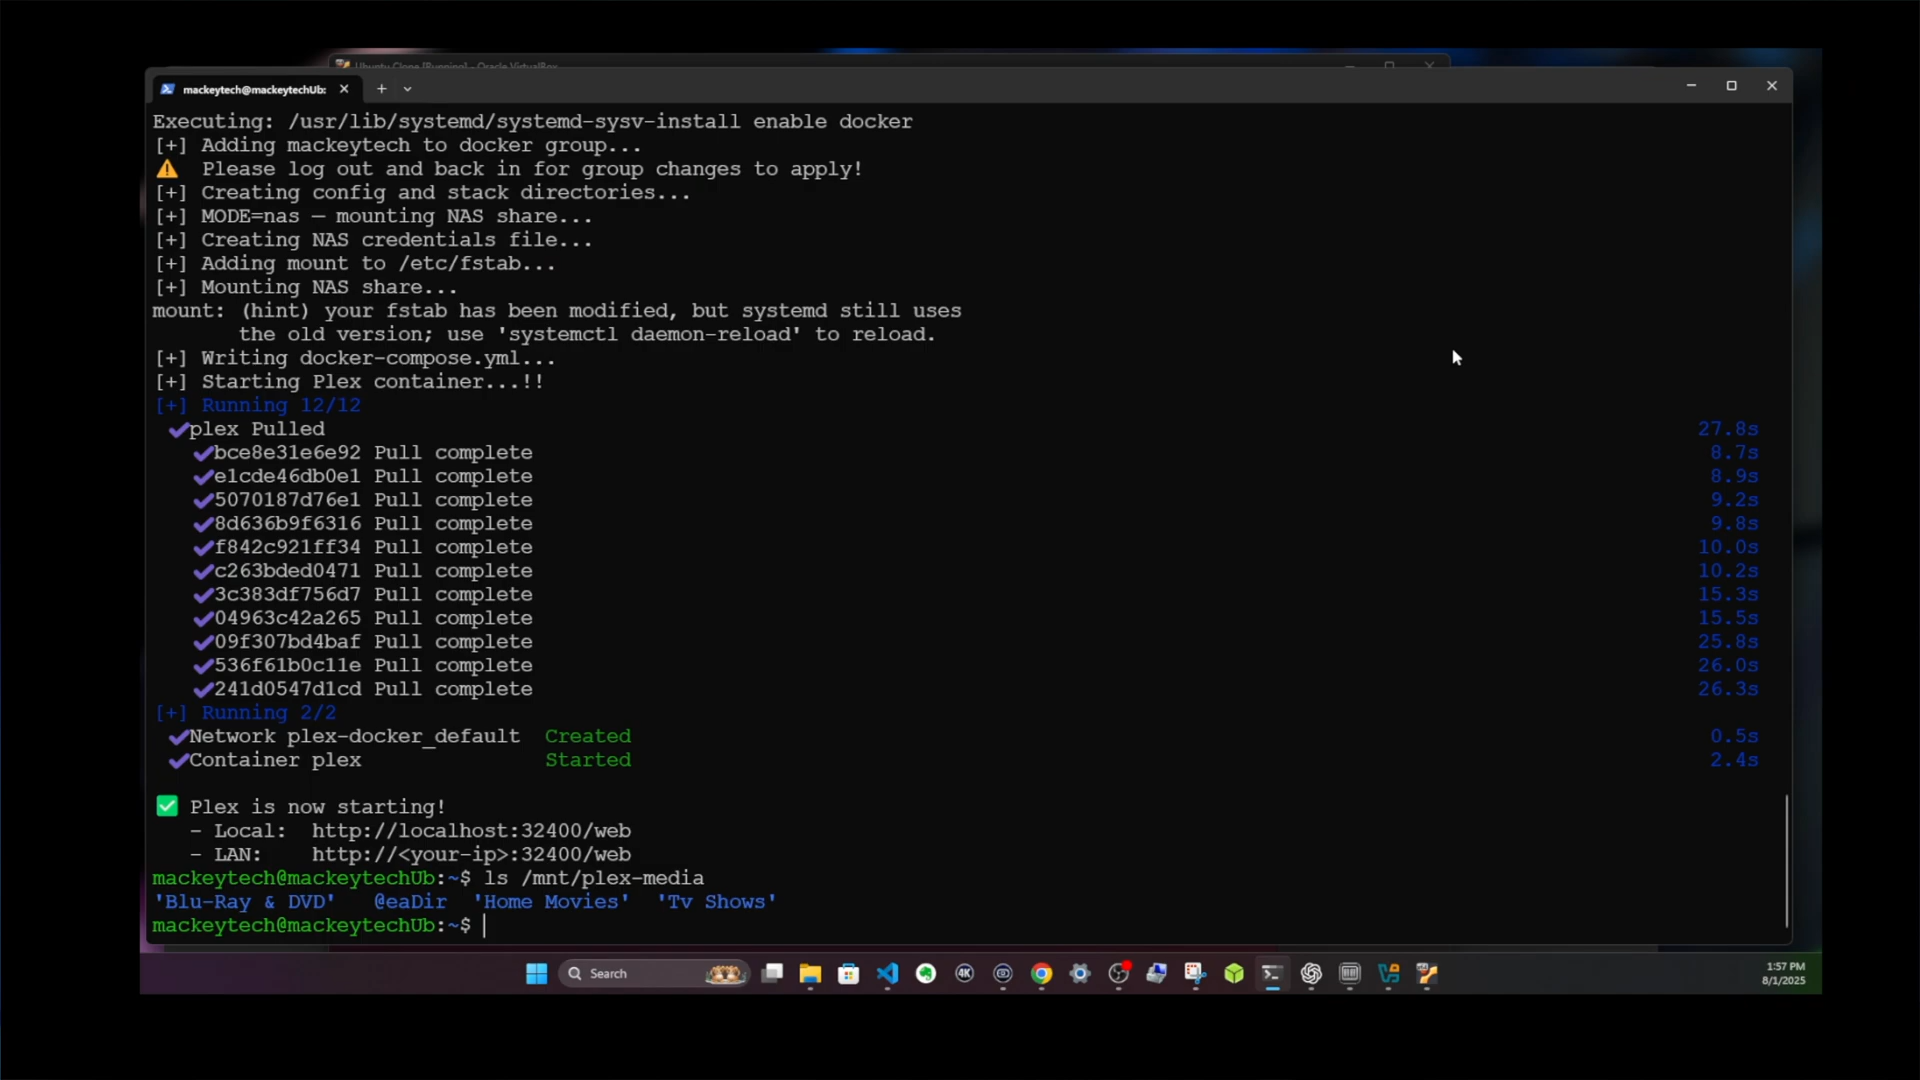 Ubuntu Clone [Running] - Oracle VirtualBox
mackeytech@mackeytechUb:
Executing: /usr/lib/systemd/systemd-sysv-install enable docker
[+] Adding mackeytech to docker group...
⚠ Please log out and back in for group changes to apply!
[+] Creating config and stack directories...
[+] MODE=nas — mounting NAS share...
[+] Creating NAS credentials file...
[+] Adding mount to /etc/fstab...
[+] Mounting NAS share...
mount: (hint) your fstab has been modified, but systemd still uses
the old version; use 'systemctl daemon-reload' to reload.
[+] Writing docker-compose.yml...
[+] Starting Plex container...!!
[+] Running 12/12
✔plex Pulled 27.8s
✔bce8e31e6e92 Pull complete 8.7s
✔e1cde46db0e1 Pull complete 8.9s
✔5070187d76e1 Pull complete 9.2s
✔8d636b9f6316 Pull complete 9.8s
✔f842c921ff34 Pull complete 10.0s
✔c263bded0471 Pull complete 10.2s
✔3c383df756d7 Pull complete 15.3s
✔04963c42a265 Pull complete 15.5s
✔09f307bd4baf Pull complete 25.8s
✔536f61b0c11e Pull complete 26.0s
✔241d0547d1cd Pull complete 26.3s
[+] Running 2/2
✔Network plex-docker_default Created 0.5s
✔Container plex Started 2.4s
✅ Plex is now starting!
- Local: http://localhost:32400/web
- LAN: http://<your-ip>:32400/web
mackeytech@mackeytechUb:~$ ls /mnt/plex-media
'Blu-Ray & DVD' @eaDir 'Home Movies' 'Tv Shows'
mackeytech@mackeytechUb:~$
Search
4K
1:57 PM
8/1/2025